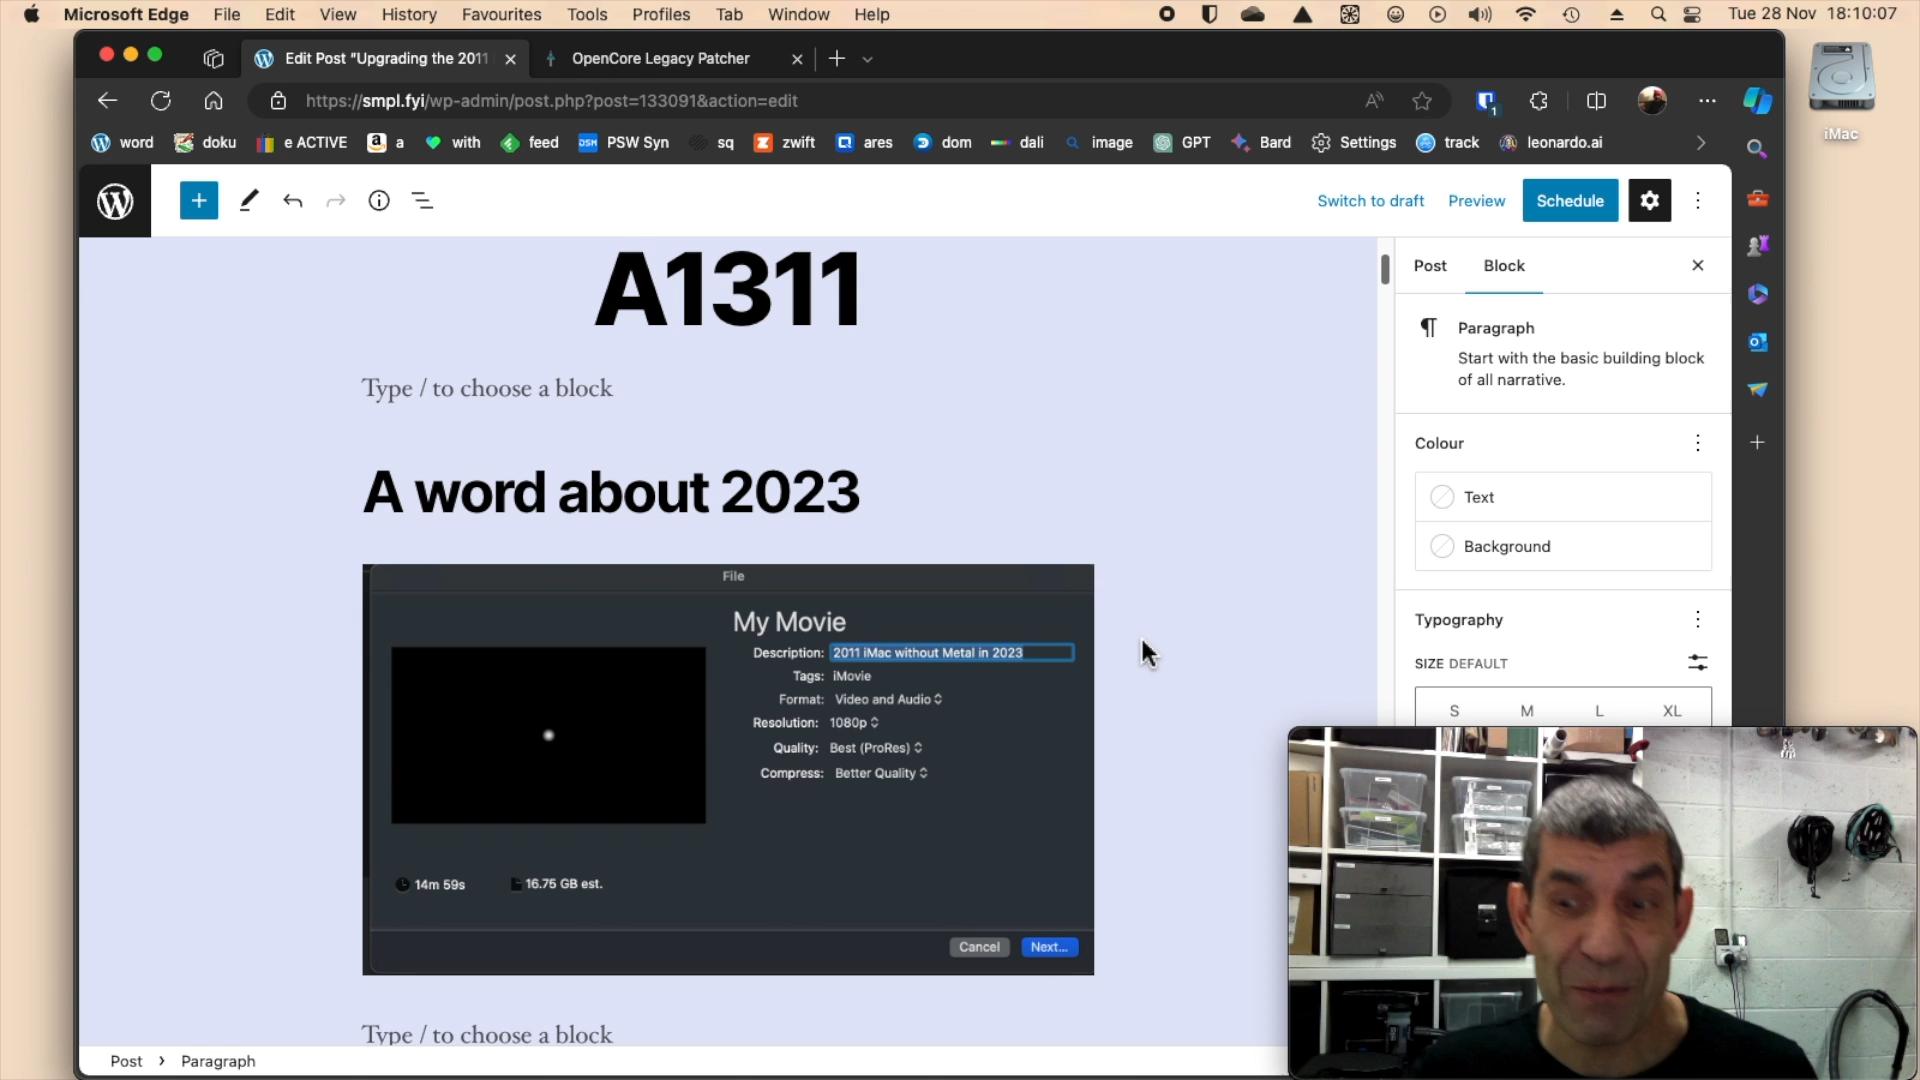 Microsoft Edge File Edit View History Favourites Tools Profiles Tab Window Help Tue 28 Nov 18:10:07
Edit Post "Upgrading the 2011 OpenCore Legacy Patcher
https://smpl.fyi/wp-admin/post.php?post=133091&action=edit
word doku e ACTIVE a with feed DSM PSW Syn sq zwift ares dom dali image GPT Bard Settings track leonardo.ai
iMac
Switch to draft Preview Schedule
A1311
Type / to choose a block
A word about 2023
File
My Movie
Description: 2011 iMac without Metal in 2023
Tags: iMovie
Format: Video and Audio
Resolution: 1080p
Quality: Best (ProRes)
Compress: Better Quality
14m 59s 16.75 GB est.
Cancel Next...
Type / to choose a block
Post › Paragraph
Post Block
Paragraph
Start with the basic building block
of all narrative.
Colour
Text
Background
Typography
SIZE DEFAULT
S M L XL